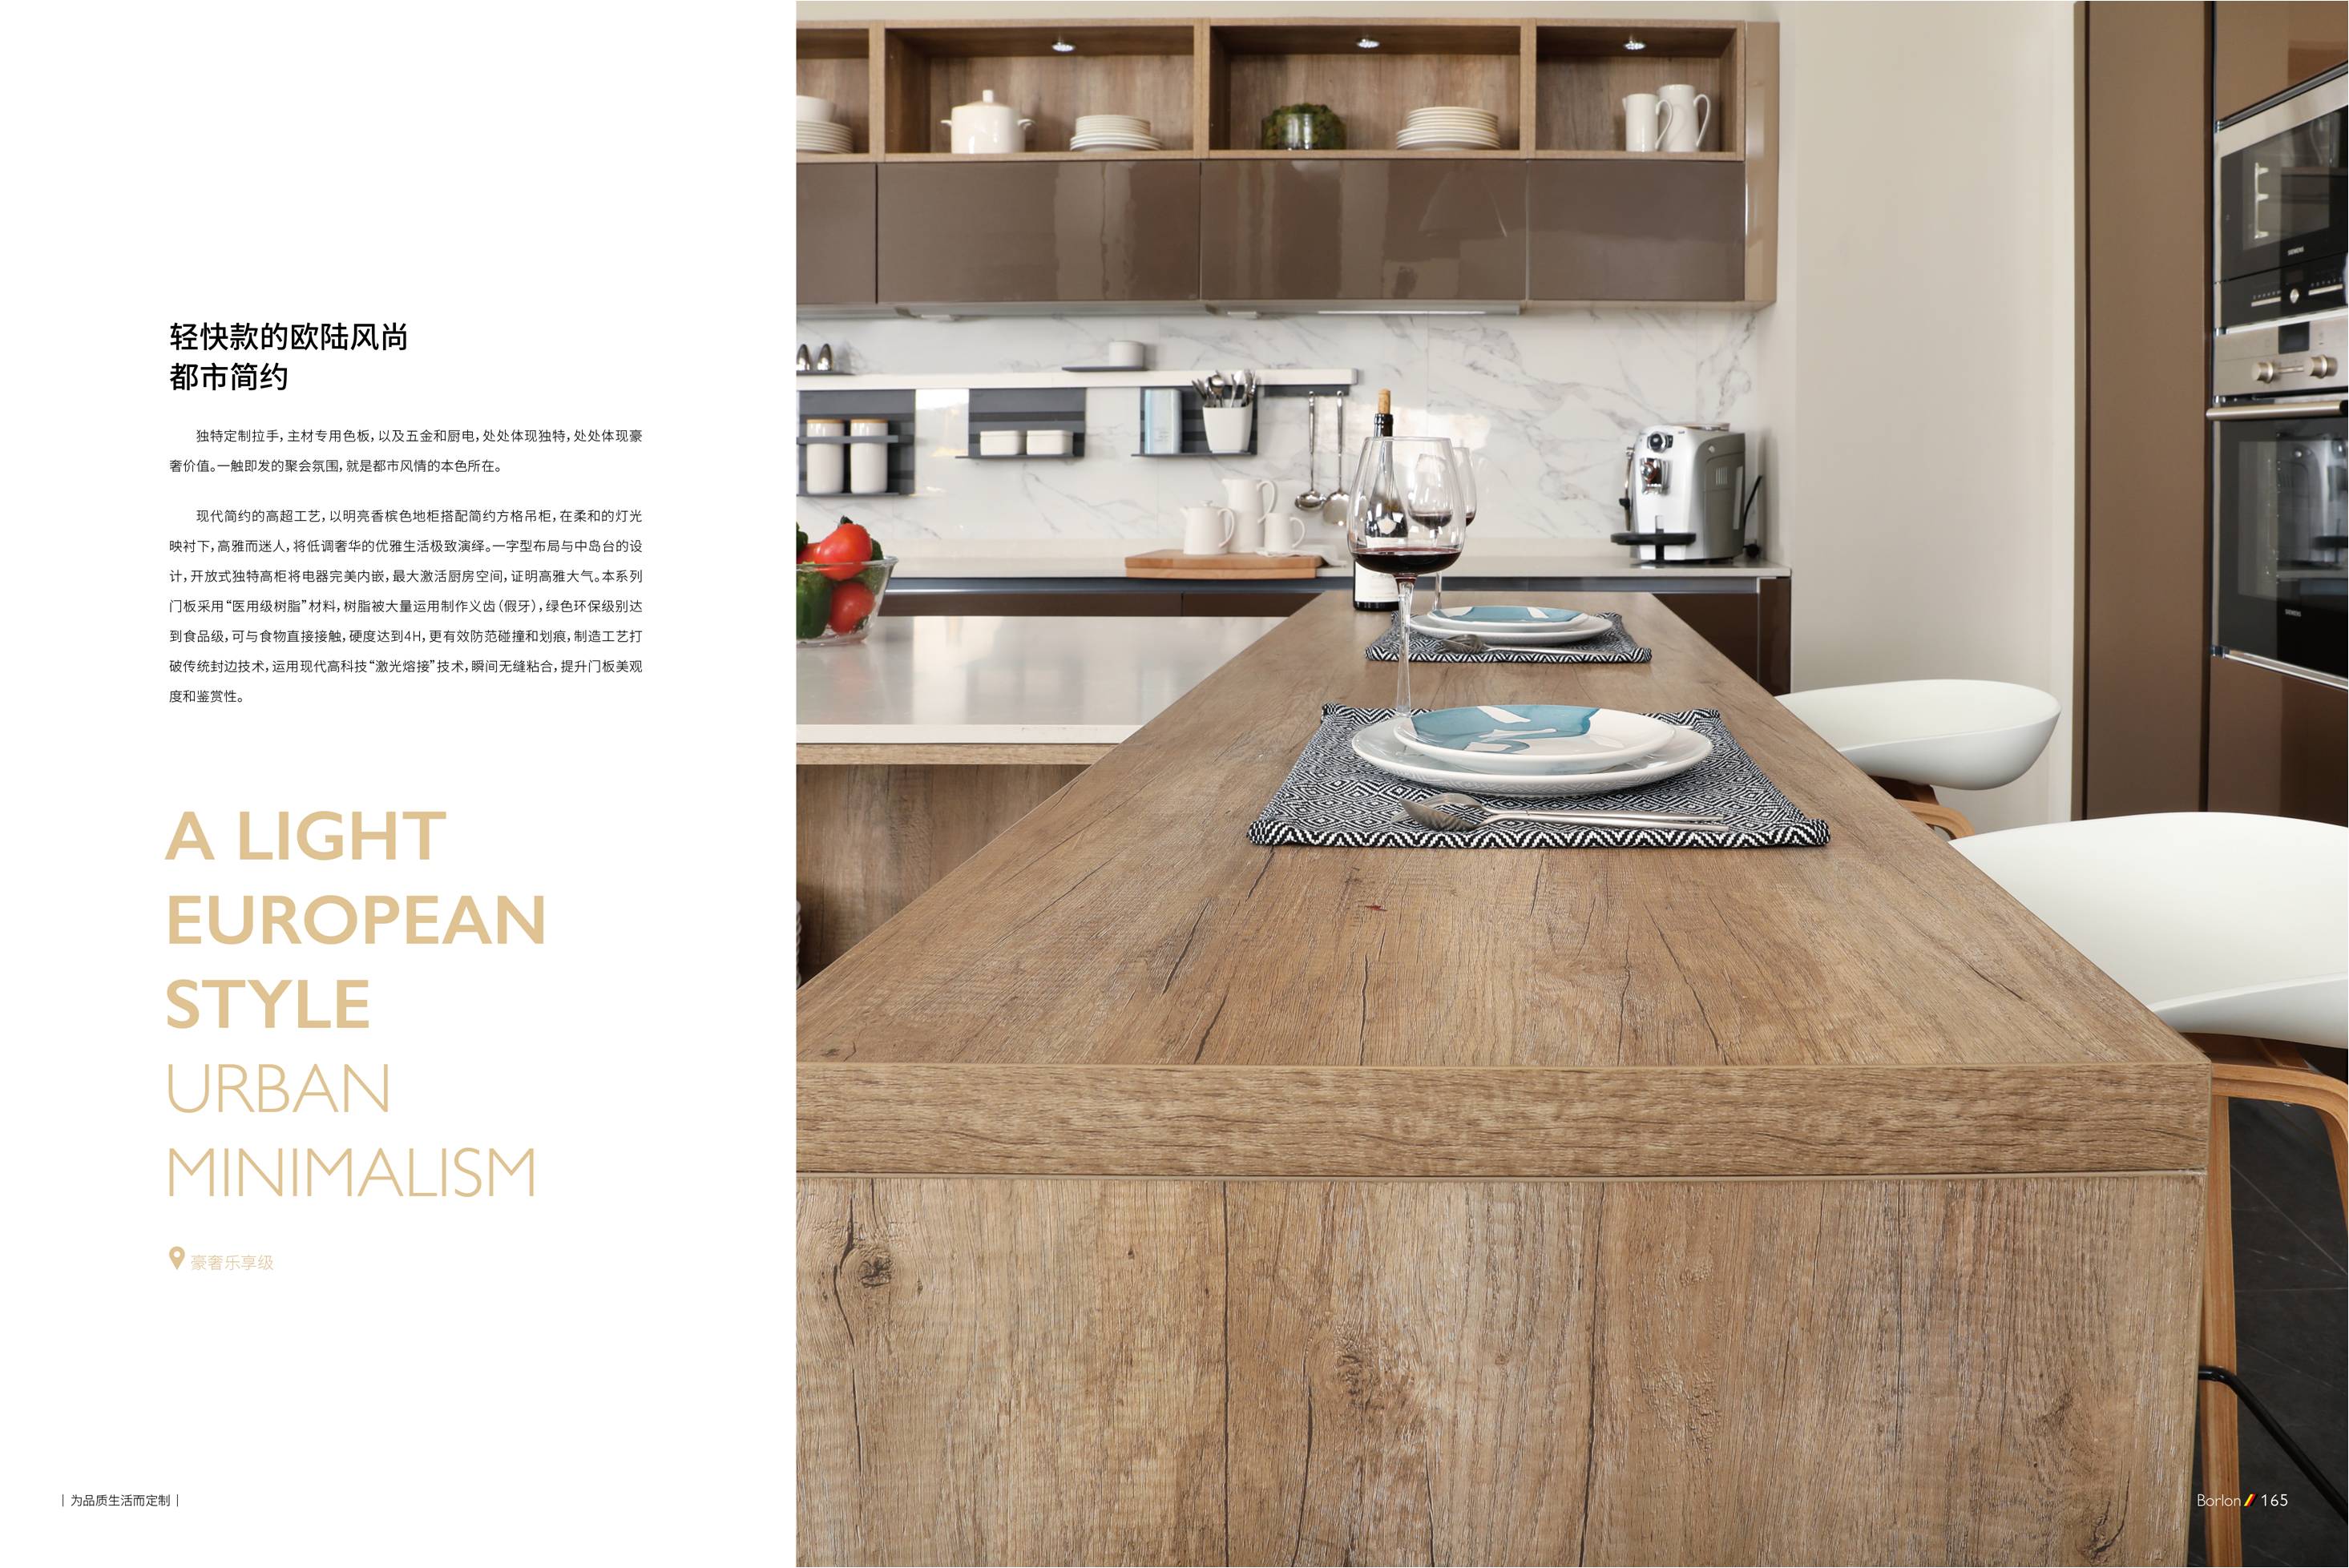 轻快款的欧陆风尚
都市简约
独特定制拉手，主材专用色板，以及五金和厨电，处处体现独特，处处体现豪
奢价值。一触即发的聚会氛围，就是都市风情的本色所在。
现代简约的高超工艺，以明亮香槟色地柜搭配简约方格吊柜，在柔和的灯光
映衬下，高雅而迷人，将低调奢华的优雅生活极致演绎。一字型布局与中岛台的设
计，开放式独特高柜将电器完美内嵌，最大激活厨房空间，证明高雅大气。本系列
门板采用“医用级树脂”材料，树脂被大量运用制作义齿（假牙），绿色环保级别达
到食品级，可与食物直接接触，硬度达到4H，更有效防范碰撞和划痕，制造工艺打
破传统封边技术，运用现代高科技“激光熔接”技术，瞬间无缝粘合，提升门板美观
度和鉴赏性。
A LIGHT
EUROPEAN
STYLE
URBAN
MINIMALISM
豪奢乐享级
| 为品质生活而定制 |
SIEMENS
SIEMENS
Borlon 165